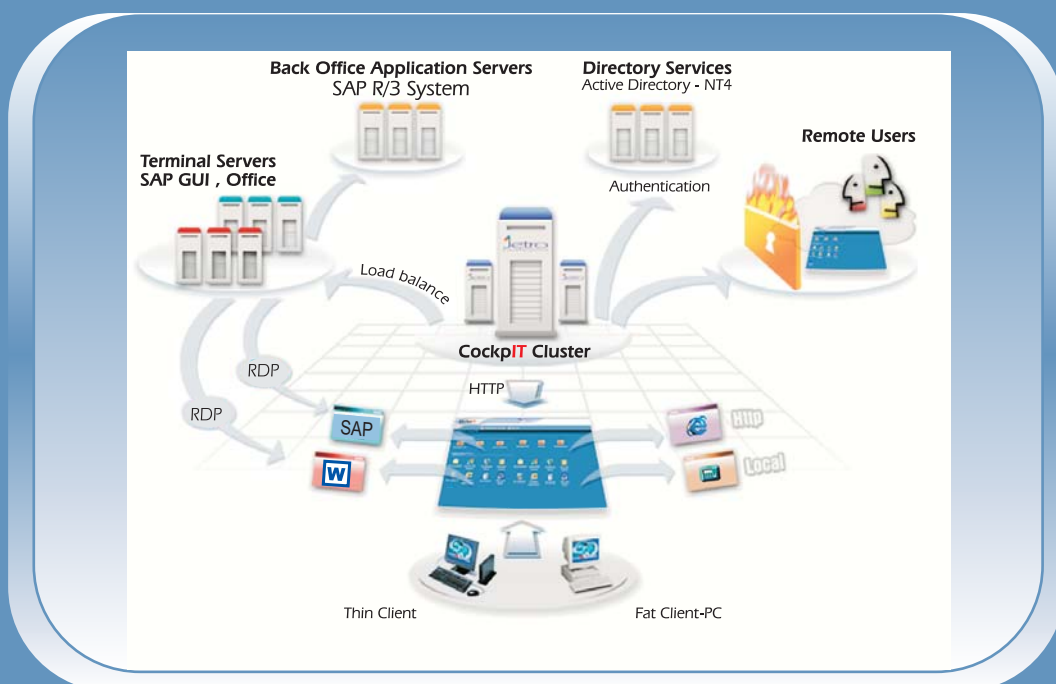 Back Office Application Servers
SAP R/3 System
Directory Services
Active Directory - NT4
Remote Users
Terminal Servers
SAP GUI , Office
Authentication
Jetro
Load balance
CockpIT Cluster
RDP
HTTP
RDP
SAP
Http
W
Local
Thin Client
Fat Client-PC